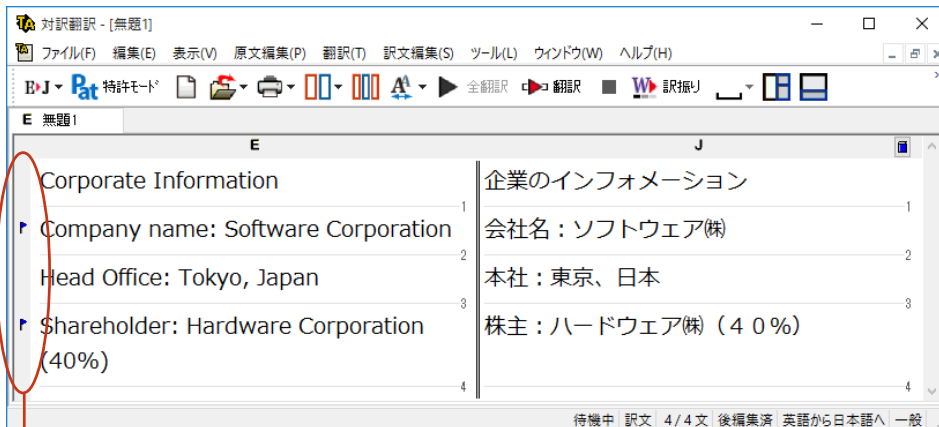 対訳翻訳 - [無題1]
ファイル(F) 編集(E) 表示(V) 原文編集(P) 翻訳(T) 訳文編集(S) ツール(L) ウィンドウ(W) ヘルプ(H)
E▸J Pat 特許モード A 全翻訳 翻訳 W 訳振り
E 無題1
E J
Corporate Information 企業のインフォメーション
1 1
Company name: Software Corporation 会社名：ソフトウェア㈱
2 2
Head Office: Tokyo, Japan 本社：東京、日本
3 3
Shareholder: Hardware Corporation 株主：ハードウェア㈱（４０％）
(40%)
4 4
待機中 訳文 4/4文 後編集済 英語から日本語へ 一般